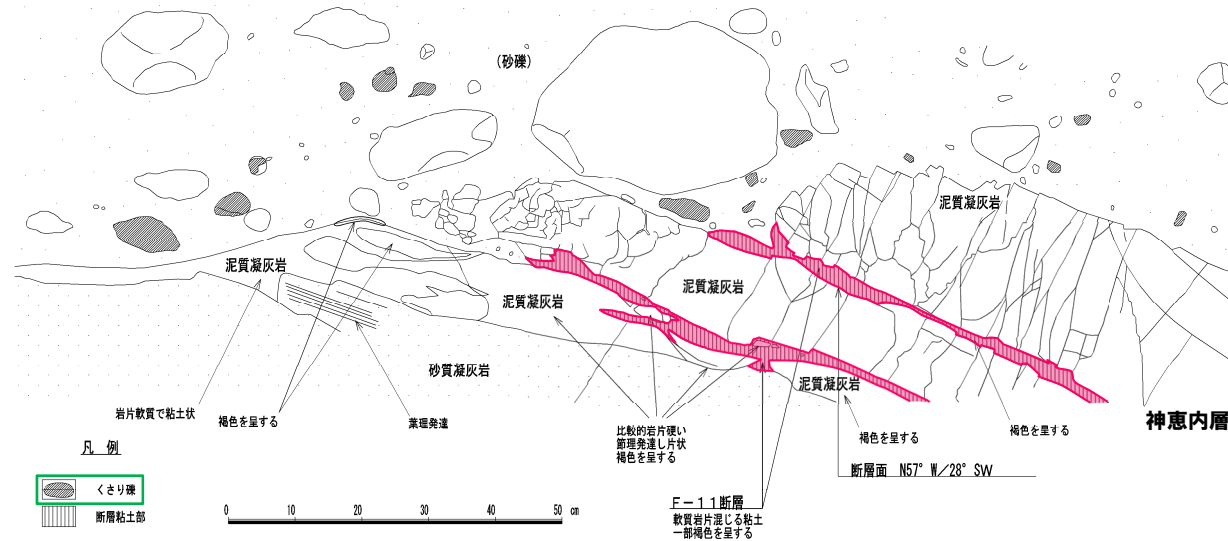 (砂礫)
泥質凝灰岩
泥質凝灰岩
泥質凝灰岩
泥質凝灰岩
砂質凝灰岩
泥質凝灰岩
岩片軟質で粘土状
褐色を呈する
葉理発達
比較的岩片硬い
節理発達し片状
褐色を呈する
褐色を呈する
褐色を呈する
神恵内層
断層面 N57°W/28°SW
F-11断層
軟質岩片混じる粘土
一部褐色を呈する
凡 例
くさり礫
断層粘土部
0 10 20 30 40 50 cm